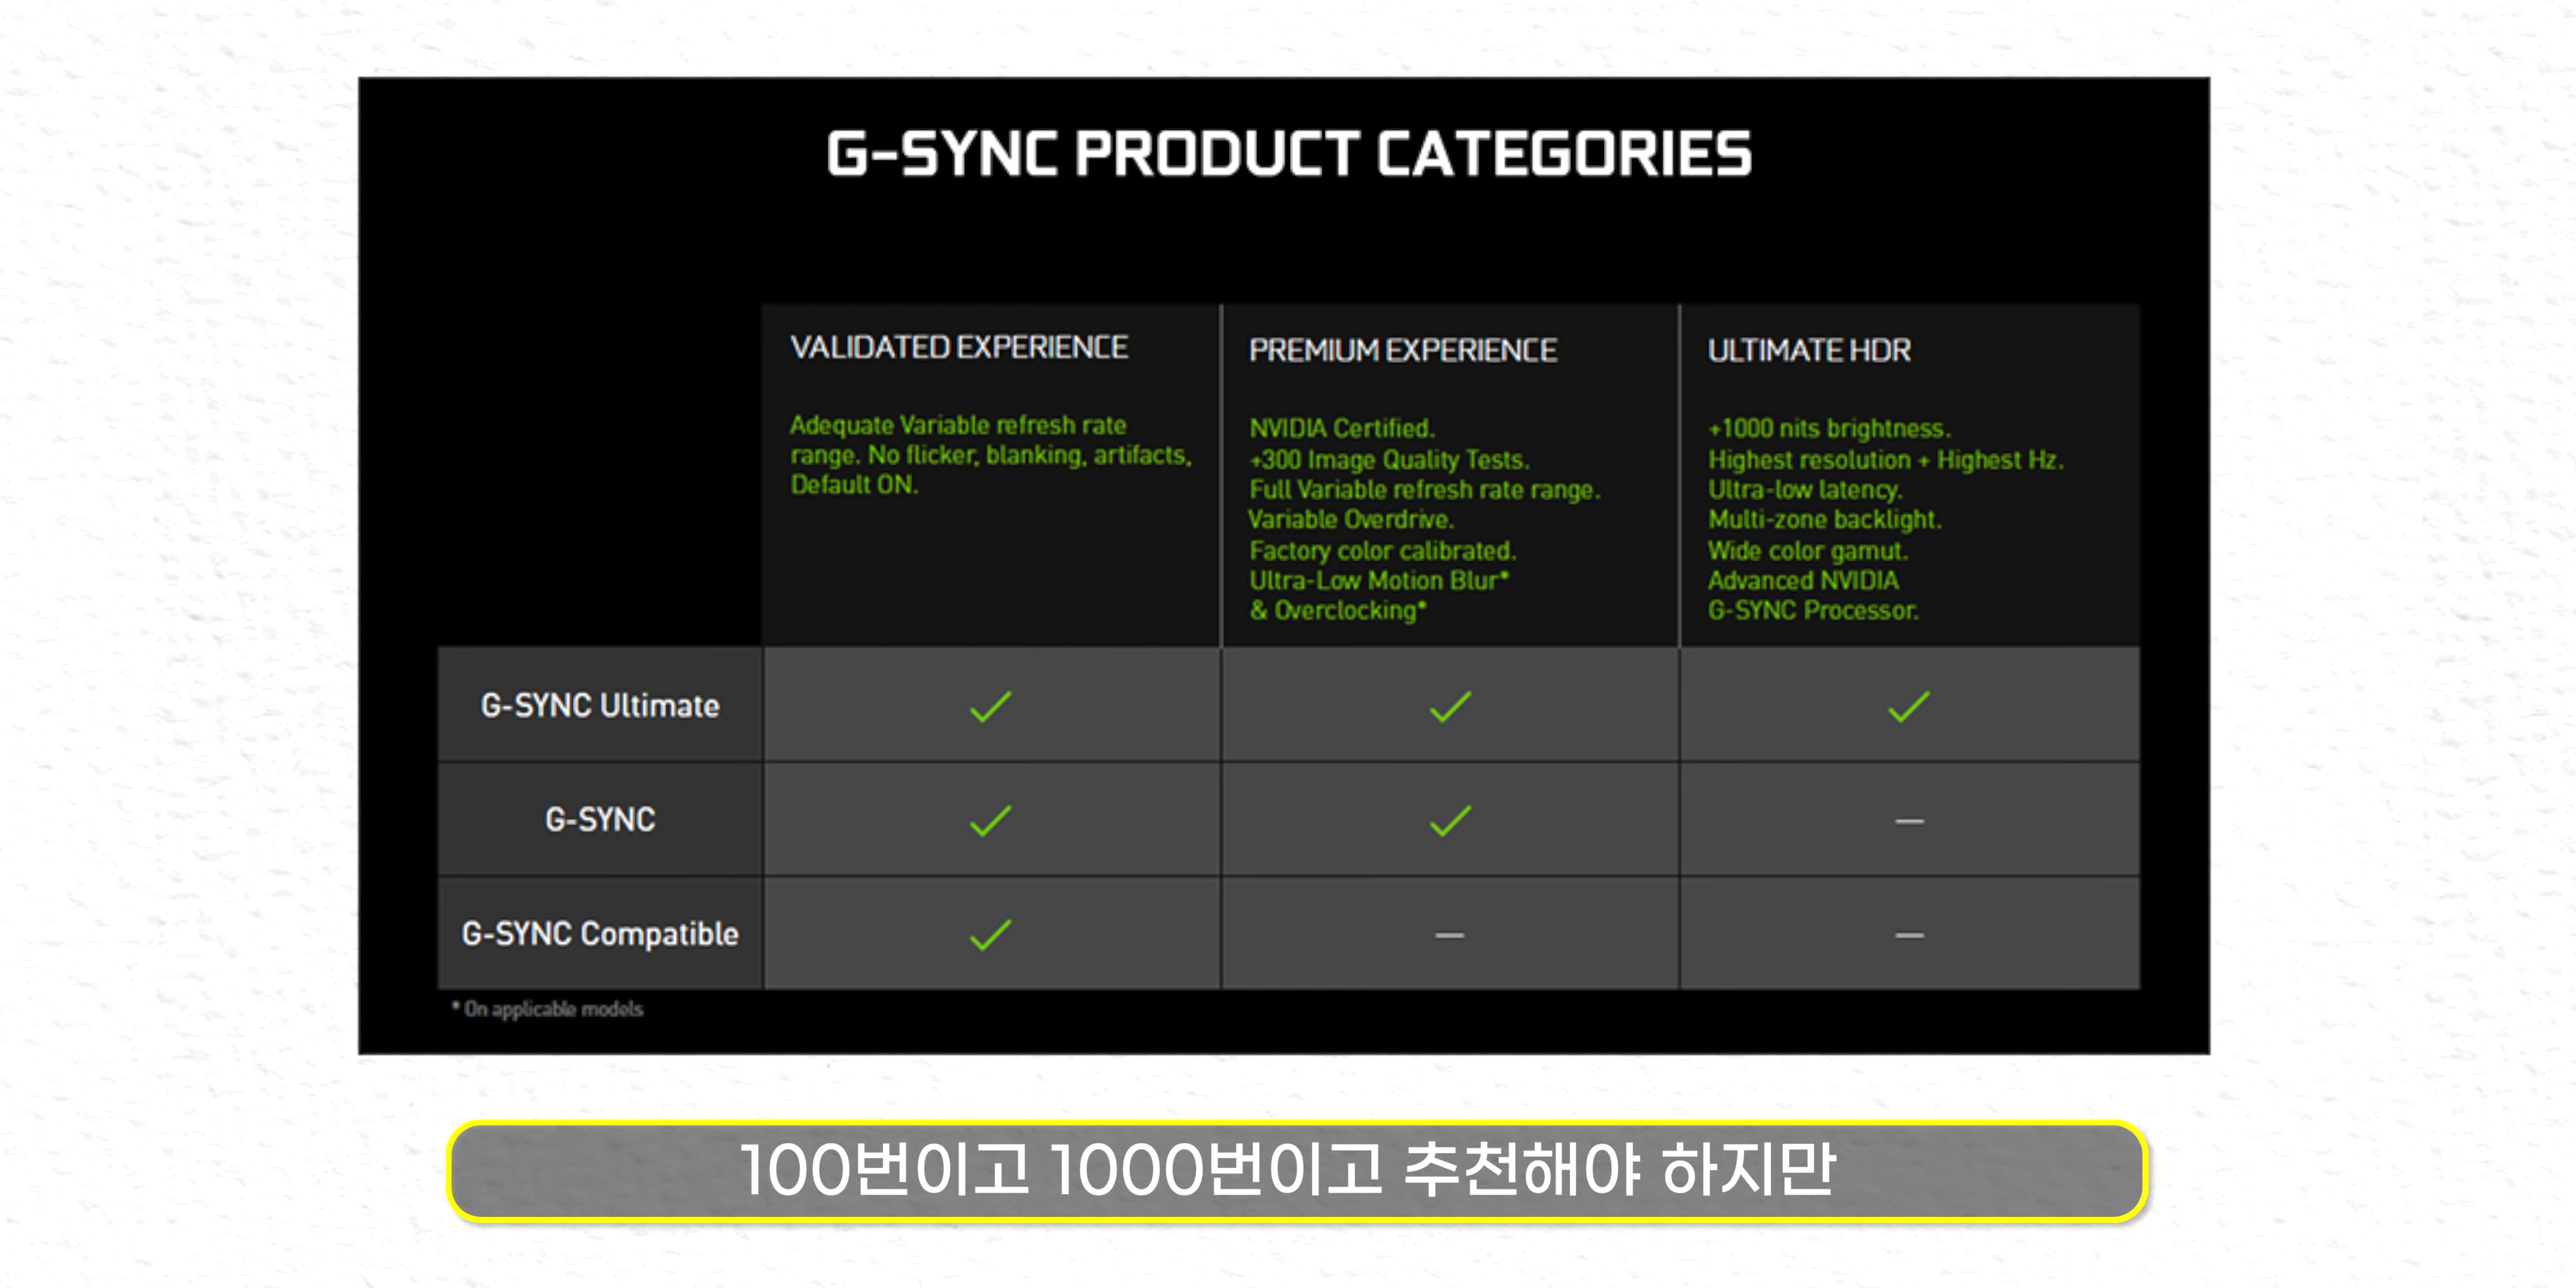 G-SYNC PRODUCT CATEGORIES
VALIDATED EXPERIENCE
Adequate Variable refresh rate
range. No flicker, blanking, artifacts,
Default ON.
PREMIUM EXPERIENCE
NVIDIA Certified.
+300 Image Quality Tests.
Full Variable refresh rate range.
Variable Overdrive.
Factory color calibrated.
Ultra-Low Motion Blur*
& Overclocking*
ULTIMATE HDR
+1000 nits brightness.
Highest resolution + Highest Hz.
Ultra-low latency.
Multi-zone backlight.
Wide color gamut.
Advanced NVIDIA
G-SYNC Processor.
G-SYNC Ultimate ✓ ✓ ✓
G-SYNC ✓ ✓ —
G-SYNC Compatible ✓ — —
* On applicable models
100번이고 1000번이고 추천해야 하지만